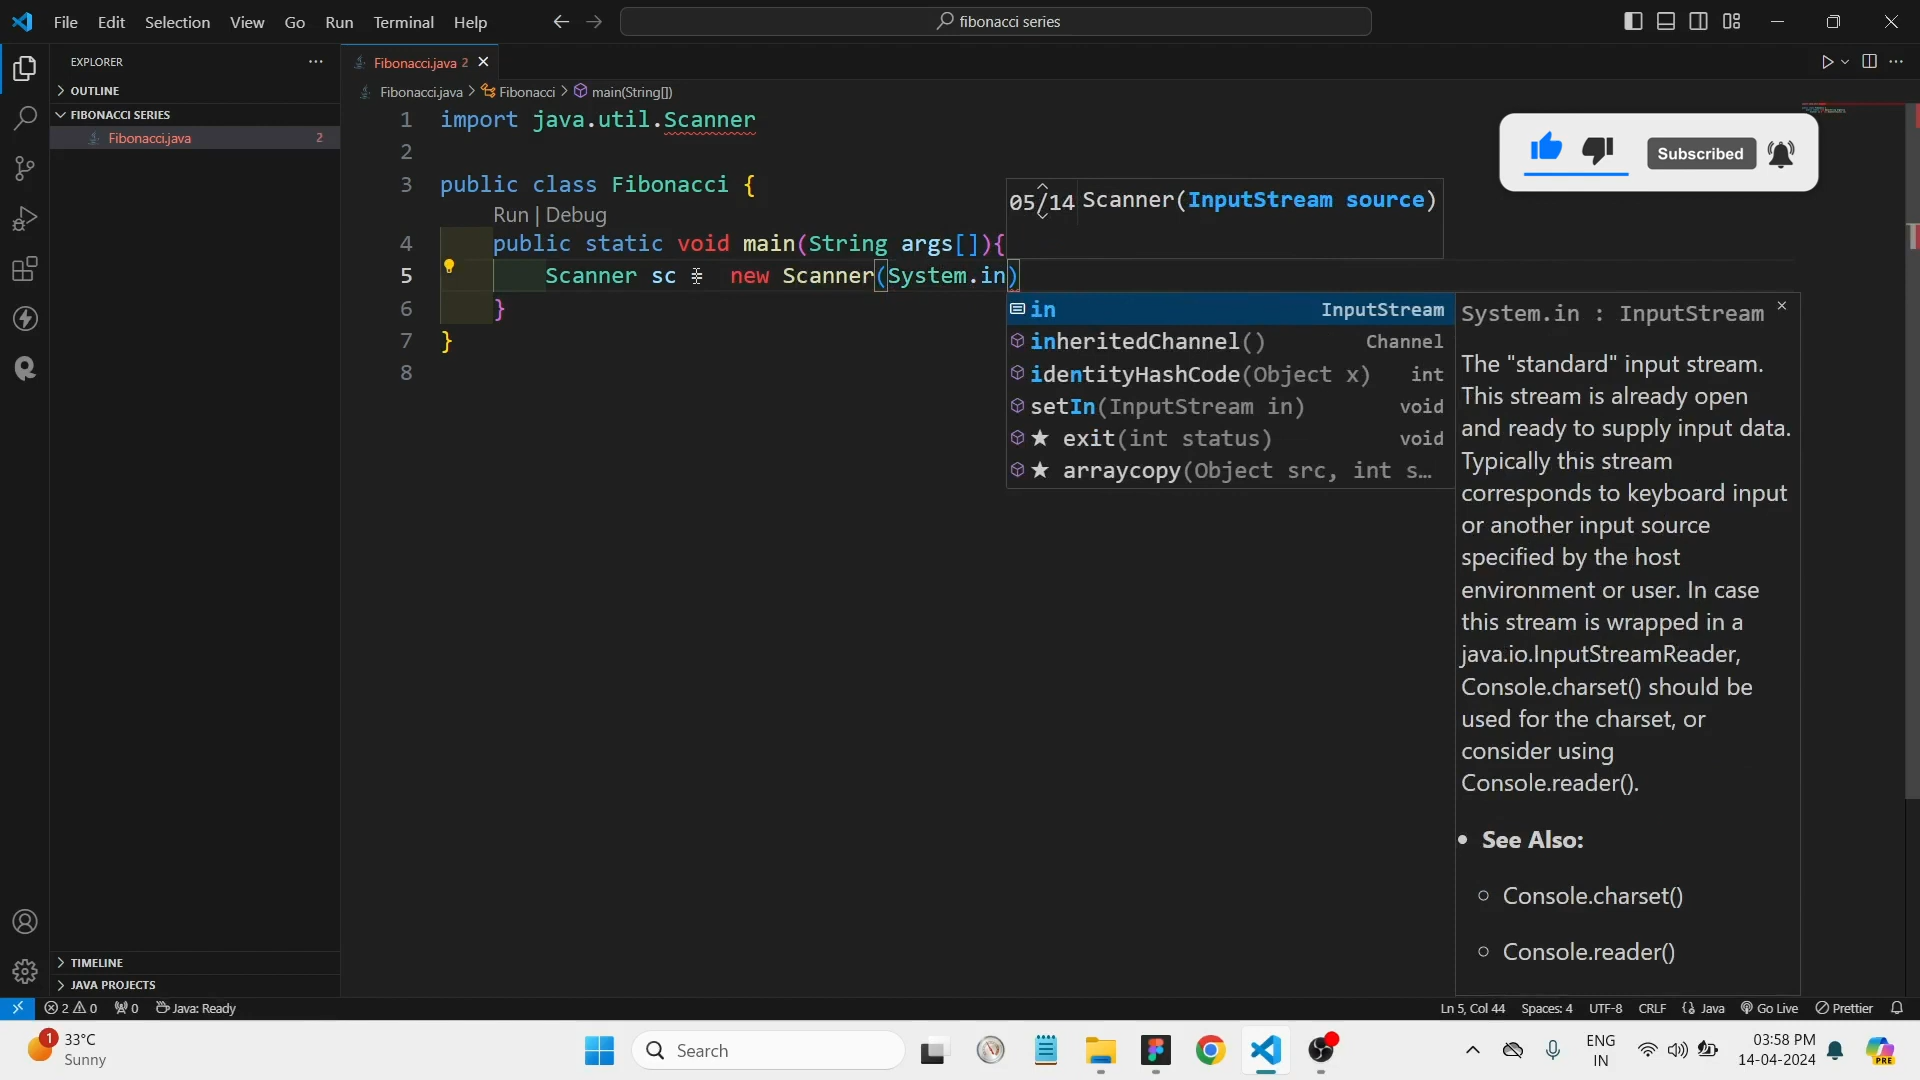 File Edit Selection View Go Run Terminal Help
fibonacci series
EXPLORER
OUTLINE
FIBONACCI SERIES
Fibonacci.java 2
TIMELINE
JAVA PROJECTS
Fibonacci.java 2
Fibonacci.java > Fibonacci > main(String[])
1 import java.util.Scanner
2
3 public class Fibonacci {
Run | Debug
4 public static void main(String args[]){
5 Scanner sc = new Scanner(System.in)
6 }
7 }
8
05/14 Scanner(InputStream source)
in InputStream
inheritedChannel() Channel
identityHashCode(Object x) int
setIn(InputStream in) void
★ exit(int status) void
★ arraycopy(Object src, int s…
System.in : InputStream
The "standard" input stream.
This stream is already open
and ready to supply input data.
Typically this stream
corresponds to keyboard input
or another input source
specified by the host
environment or user. In case
this stream is wrapped in a
java.io.InputStreamReader,
Console.charset() should be
used for the charset, or
consider using
Console.reader().
• See Also:
○ Console.charset()
○ Console.reader()
Subscribed
2 0 0 Java: Ready
Ln 5, Col 44 Spaces: 4 UTF-8 CRLF Java Go Live Prettier
1
33°C
Sunny
Search
ENG
IN
03:58 PM
14-04-2024
PRE